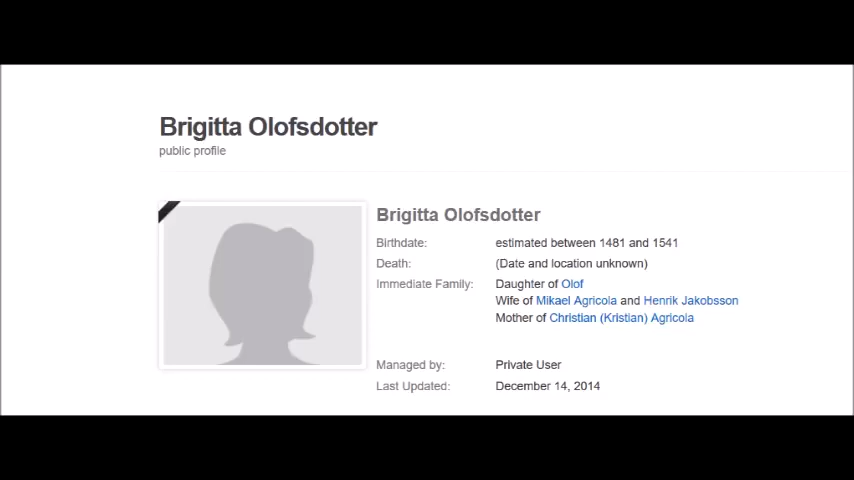 Brigitta Olofsdotter
public profile
Brigitta Olofsdotter
Birthdate: estimated between 1481 and 1541
Death: (Date and location unknown)
Immediate Family: Daughter of Olof
Wife of Mikael Agricola and Henrik Jakobsson
Mother of Christian (Kristian) Agricola
Managed by: Private User
Last Updated: December 14, 2014